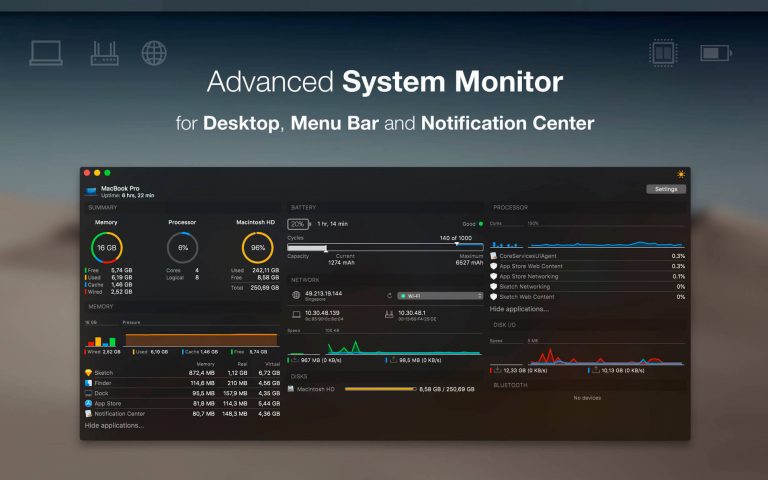 Advanced System Monitor
for Desktop, Menu Bar and Notification Center
MacBook Pro
Uptime: 6 hrs, 22 min
Settings
SUMMARY
Memory Processor Macintosh HD
16 GB 6% 96%
Free 5,74 GB
Used 6,19 GB
Cache 1,46 GB
Wired 2,52 GB
Cores 4
Logical 8
Used 242,11 GB
Free 8,58 GB
Total 250,69 GB
MEMORY
16 GB Pressure
Wired 2,52 GB Used 6,19 GB Cache 1,46 GB Free 5,74 GB
Memory Real Virtual
Sketch 872,4 MB 1,12 GB 6,72 GB
Finder 114,6 MB 210 MB 4,56 GB
Dock 95,5 MB 157,9 MB 4,35 GB
App Store 81,8 MB 114,3 MB 5,44 GB
Notification Center 80,7 MB 148,3 MB 4,36 GB
Hide applications...
BATTERY
20% 1 hr, 14 min Good
Cycles 140 of 1000
Capacity Current Maximum
1274 mAh 6527 mAh
NETWORK
49.213.19.144
Singapore
Wi-Fi
10.30.48.139
10.30.48.1
Speed 100 KB
967 MB (0 KB/s) 98,5 MB (0 KB/s)
DISKS
Macintosh HD 8,58 GB / 250,69 GB
PROCESSOR
Cores 100%
CoreServicesUIAgent 0.3%
App Store Web Content 0.3%
App Store Networking 0.1%
Sketch Networking 0%
Sketch Web Content 0%
Hide applications...
DISK I/O
Speed 5 MB
12,33 GB (0 KB/s) 10,13 GB (0 KB/s)
BLUETOOTH
No devices